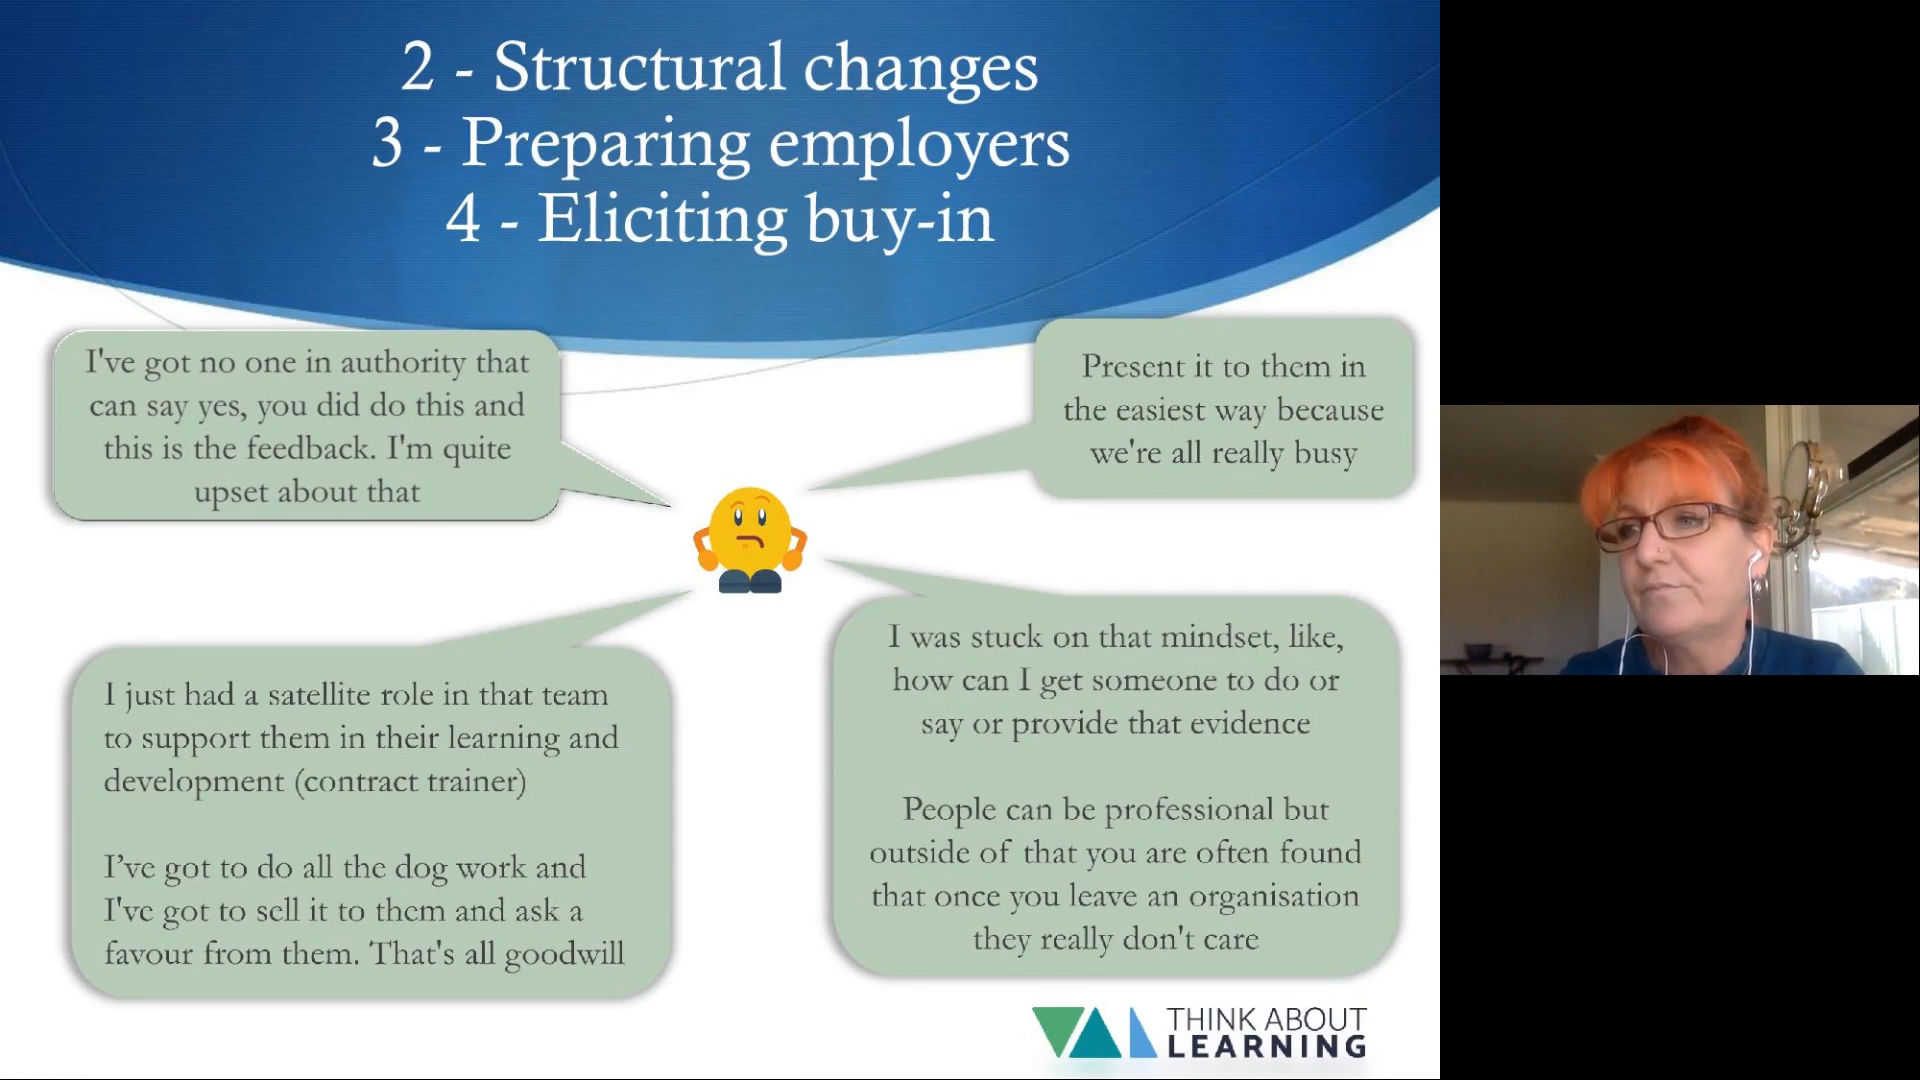 2 - Structural changes
3 - Preparing employers
4 - Eliciting buy-in
I've got no one in authority that
can say yes, you did do this and
this is the feedback. I'm quite
upset about that
Present it to them in
the easiest way because
we're all really busy
I just had a satellite role in that team
to support them in their learning and
development (contract trainer)
I’ve got to do all the dog work and
I've got to sell it to them and ask a
favour from them. That's all goodwill
I was stuck on that mindset, like,
how can I get someone to do or
say or provide that evidence
People can be professional but
outside of that you are often found
that once you leave an organisation
they really don't care
THINK ABOUT
LEARNING